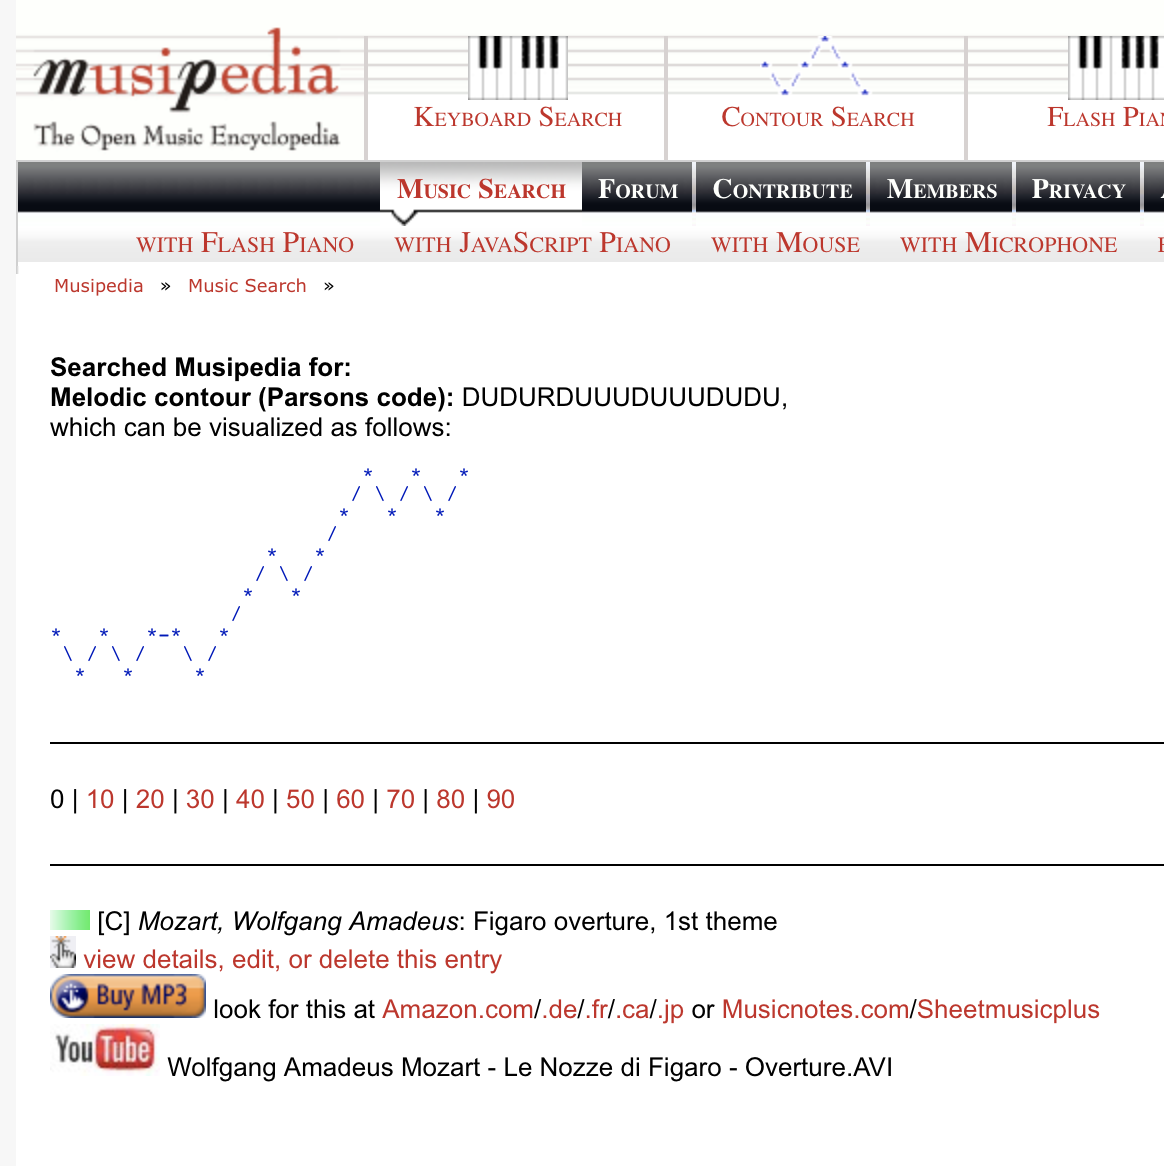 musipedia
The Open Music Encyclopedia
Keyboard Search
Contour Search
Flash Pian
Music Search Forum Contribute Members Privacy
with Flash Piano with JavaScript Piano with Mouse with Microphone
Musipedia » Music Search »
Searched Musipedia for:
Melodic contour (Parsons code): DUDURDUUUDUUUDUDU,
which can be visualized as follows:
0 | 10 | 20 | 30 | 40 | 50 | 60 | 70 | 80 | 90
[C] Mozart, Wolfgang Amadeus: Figaro overture, 1st theme
view details, edit, or delete this entry
Buy MP3 look for this at Amazon.com/.de/.fr/.ca/.jp or Musicnotes.com/Sheetmusicplus
YouTube Wolfgang Amadeus Mozart - Le Nozze di Figaro - Overture.AVI